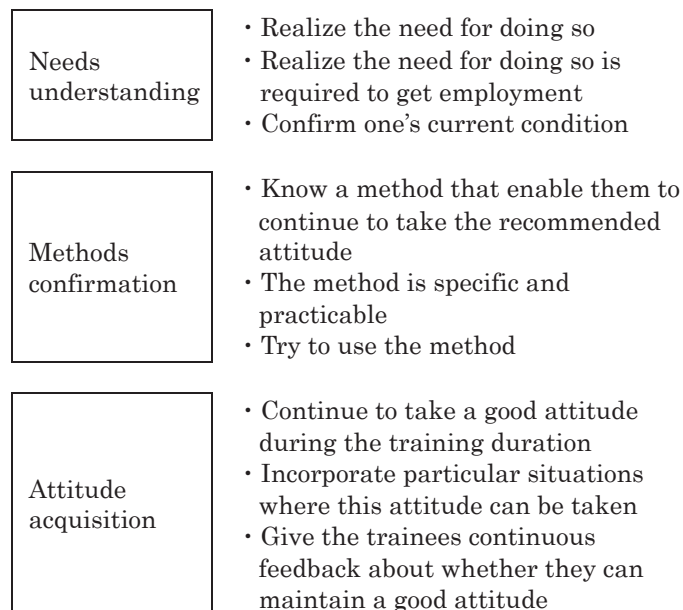 Needs
understanding
・Realize the need for doing so
・Realize the need for doing so is
required to get employment
・Confirm one's current condition
Methods
confirmation
・Know a method that enable them to
continue to take the recommended
attitude
・The method is specific and
practicable
・Try to use the method
Attitude
acquisition
・Continue to take a good attitude
during the training duration
・Incorporate particular situations
where this attitude can be taken
・Give the trainees continuous
feedback about whether they can
maintain a good attitude